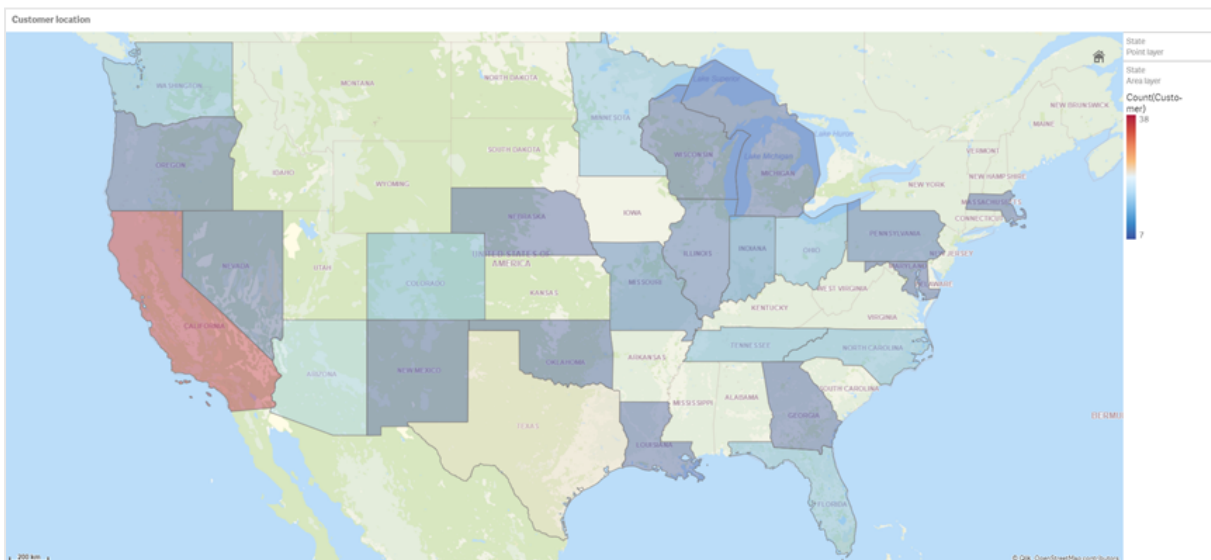 Customer location
State
Point layer
State
Area layer
Count(Custo-
mer)
38
7
WASHINGTON
MONTANA
NORTH DAKOTA
MINNESOTA
Lake Superior
NEW BRUNSWICK
MAINE
OREGON
IDAHO
WYOMING
SOUTH DAKOTA
WISCONSIN
Lake Michigan
MICHIGAN
Lake Huron
VERMONT
NEW HAMPSHIRE
NEW YORK
MASSACHUSETTS
CONNECTICUT
NEVADA
UTAH
COLORADO
NEBRASKA
UNITED STATES OF
AMERICA
IOWA
ILLINOIS
INDIANA
OHIO
PENNSYLVANIA
NEW JERSEY
MARYLAND
DELAWARE
CALIFORNIA
KANSAS
MISSOURI
KENTUCKY
WEST VIRGINIA
VIRGINIA
ARIZONA
NEW MEXICO
OKLAHOMA
ARKANSAS
TENNESSEE
NORTH CAROLINA
TEXAS
LOUISIANA
MISSISSIPPI
ALABAMA
GEORGIA
SOUTH CAROLINA
BERMU
FLORIDA
200 km
© Qlik, OpenStreetMap contributors